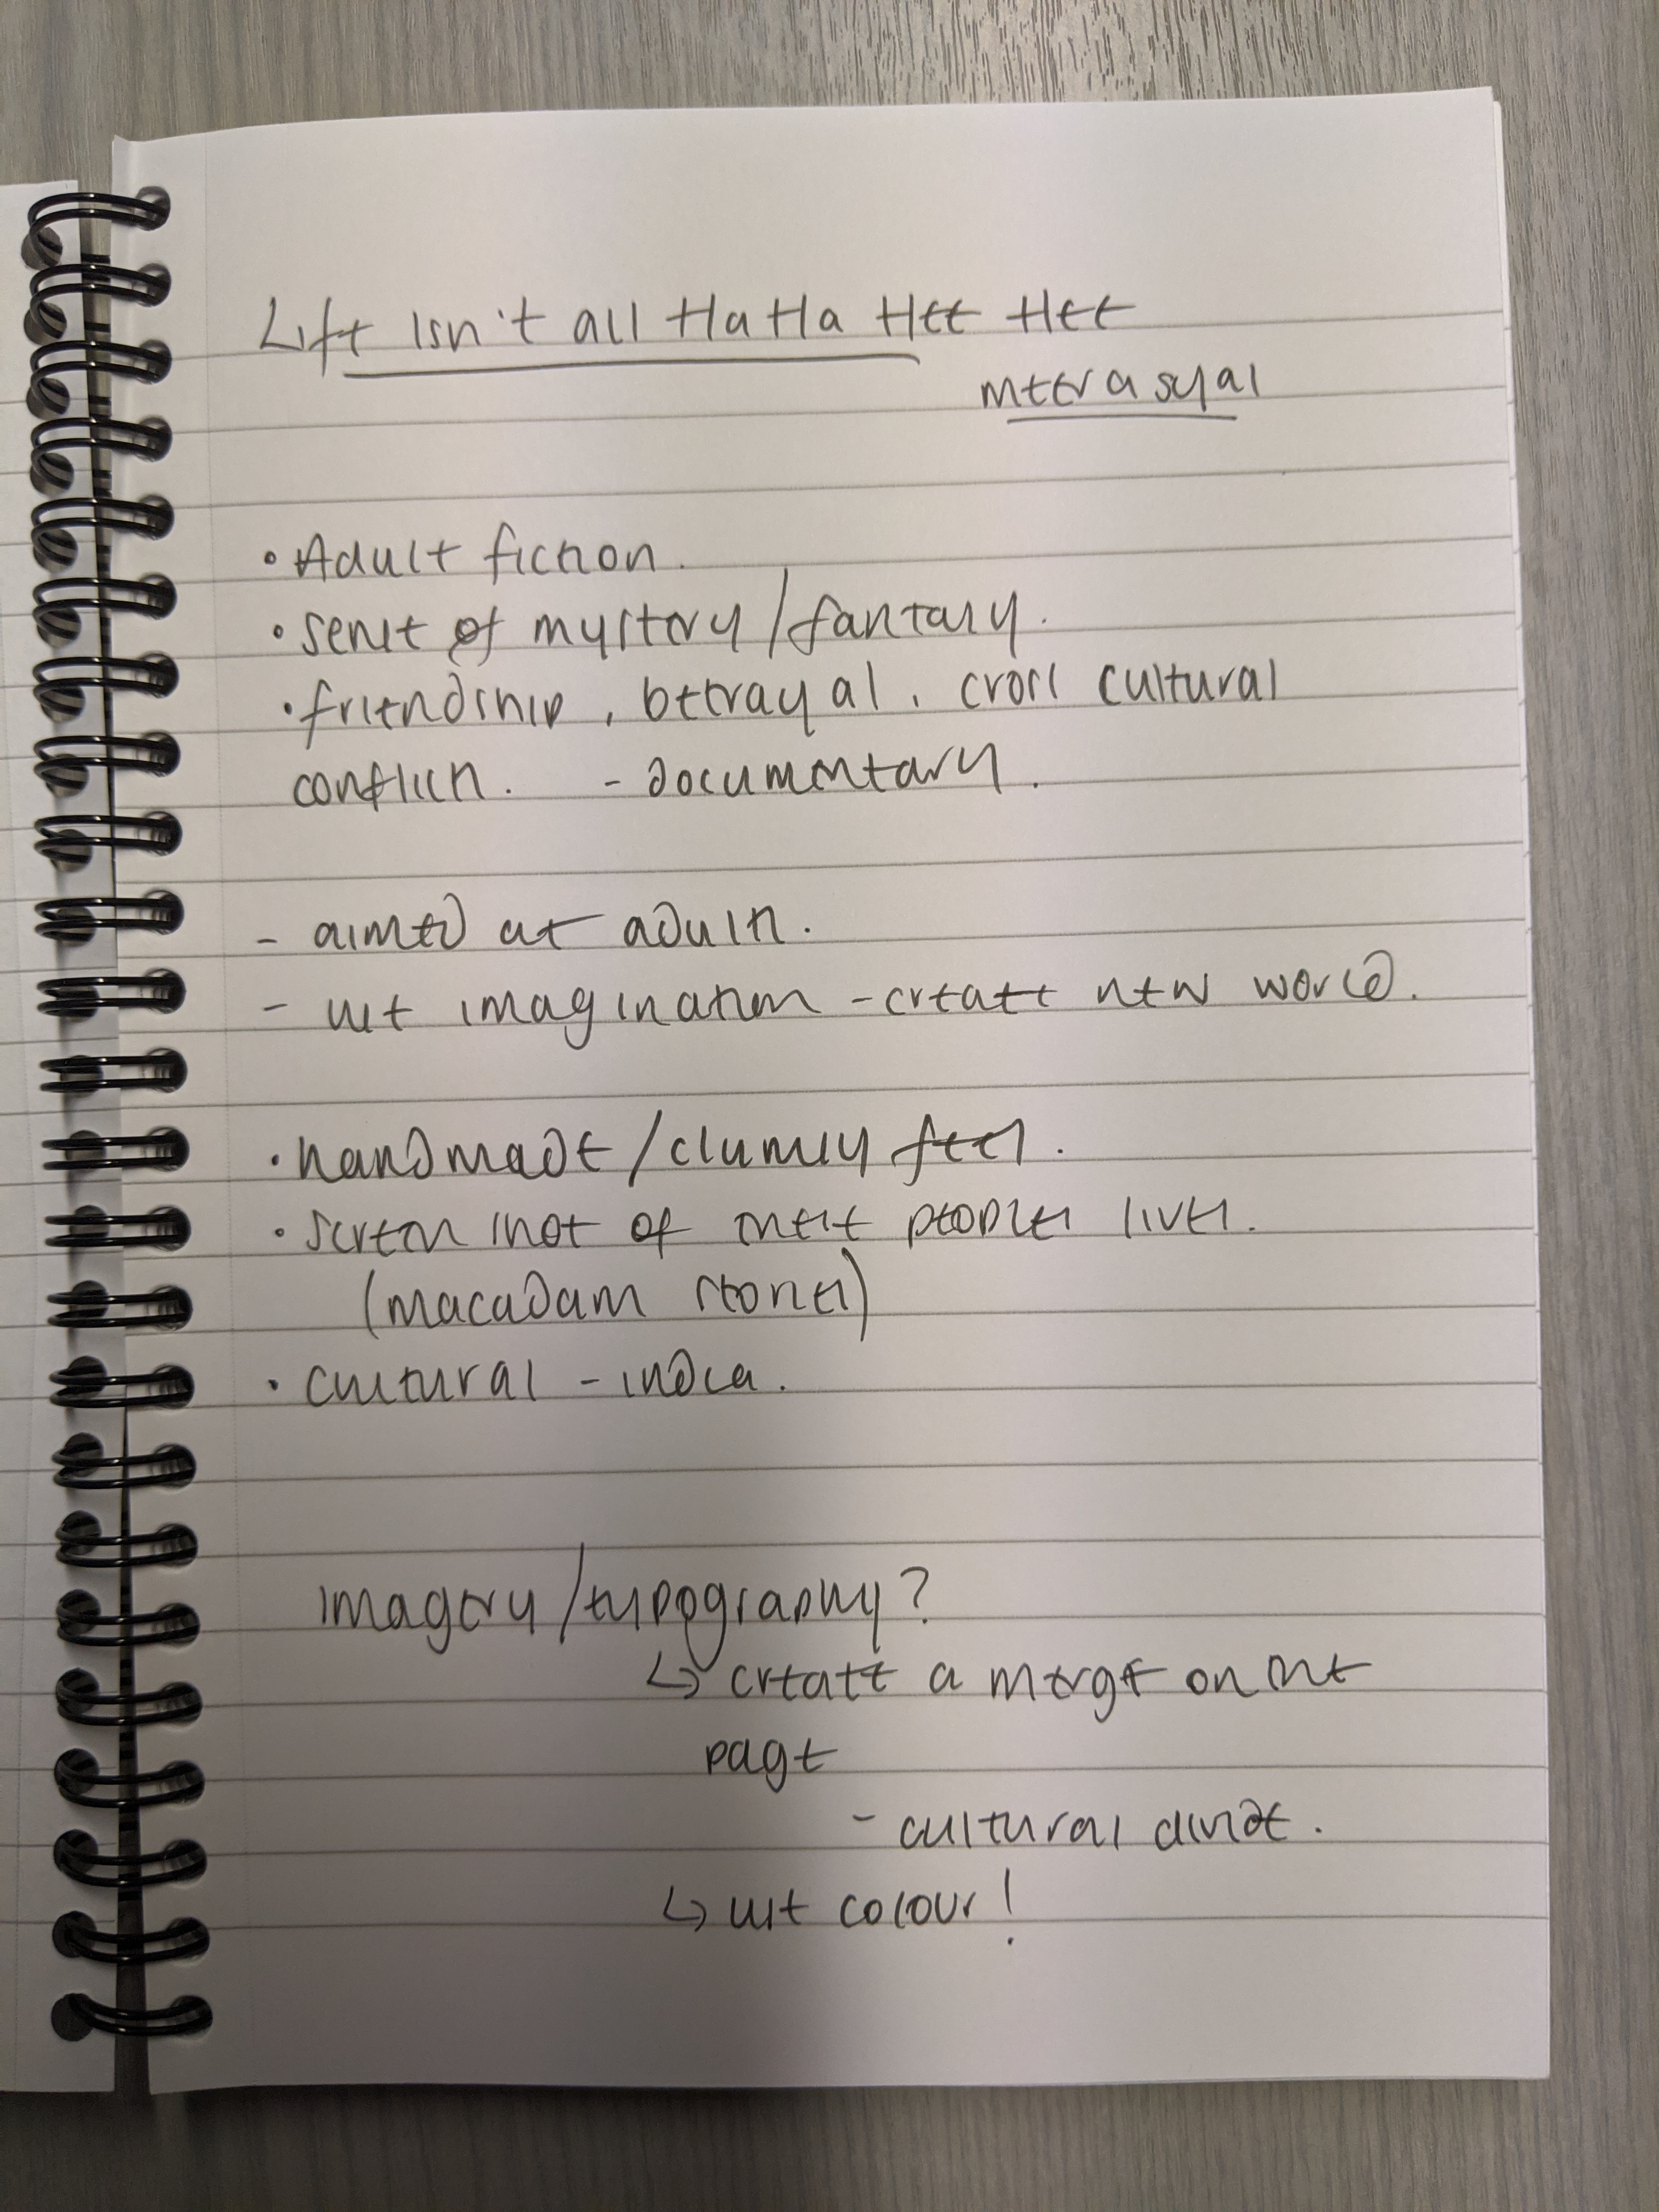 Life Isn't all Ha Ha Hee Hee
meera syal
• Adult fiction.
• sense of mystery/fantasy.
• friendship, betrayal, cross cultural
conflicts. - documentary.
- aimed at adults.
- use imagination - create new world.
• handmade/clumsy feel.
• screen shot of these peoples lives.
(macadam stones)
• cultural - india.
imagery/typography?
↳ create a merge on the
page
- cultural divide.
↳ use colour!